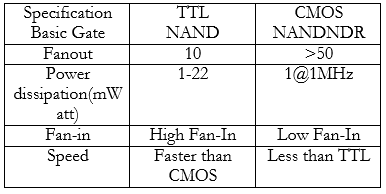 Specification TTL CMOS
Basic Gate NAND NANDNDR
Fanout 10 >50
Power 1-22 1@1MHz
dissipation(mW
att)
Fan-in High Fan-In Low Fan-In
Speed Faster than Less than TTL
CMOS